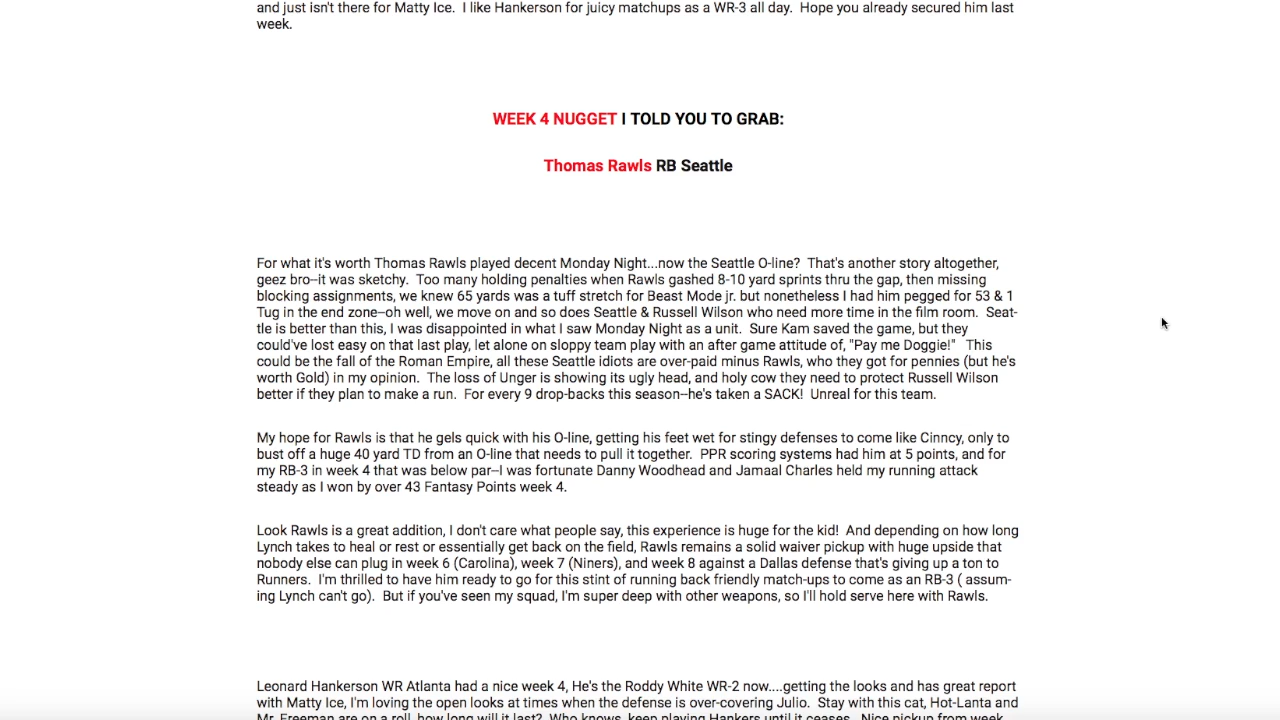 and just isn't there for Matty Ice.  I like Hankerson for juicy matchups as a WR-3 all day.  Hope you already secured him last
week.
WEEK 4 NUGGET I TOLD YOU TO GRAB:
Thomas Rawls RB Seattle
For what it's worth Thomas Rawls played decent Monday Night...now the Seattle O-line?  That's another story altogether,
geez bro--it was sketchy.  Too many holding penalties when Rawls gashed 8-10 yard sprints thru the gap, then missing
blocking assignments, we knew 65 yards was a tuff stretch for Beast Mode jr. but nonetheless I had him pegged for 53 & 1
Tug in the end zone--oh well, we move on and so does Seattle & Russell Wilson who need more time in the film room.  Seat-
tle is better than this, I was disappointed in what I saw Monday Night as a unit.  Sure Kam saved the game, but they
could've lost easy on that last play, let alone on sloppy team play with an after game attitude of, "Pay me Doggie!"   This
could be the fall of the Roman Empire, all these Seattle idiots are over-paid minus Rawls, who they got for pennies (but he's
worth Gold) in my opinion.  The loss of Unger is showing its ugly head, and holy cow they need to protect Russell Wilson
better if they plan to make a run.  For every 9 drop-backs this season--he's taken a SACK!  Unreal for this team.
My hope for Rawls is that he gels quick with his O-line, getting his feet wet for stingy defenses to come like Cinncy, only to
bust off a huge 40 yard TD from an O-line that needs to pull it together.  PPR scoring systems had him at 5 points, and for
my RB-3 in week 4 that was below par--I was fortunate Danny Woodhead and Jamaal Charles held my running attack
steady as I won by over 43 Fantasy Points week 4.
Look Rawls is a great addition, I don't care what people say, this experience is huge for the kid!  And depending on how long
Lynch takes to heal or rest or essentially get back on the field, Rawls remains a solid waiver pickup with huge upside that
nobody else can plug in week 6 (Carolina), week 7 (Niners), and week 8 against a Dallas defense that's giving up a ton to
Runners.  I'm thrilled to have him ready to go for this stint of running back friendly match-ups to come as an RB-3 ( assum-
ing Lynch can't go).  But if you've seen my squad, I'm super deep with other weapons, so I'll hold serve here with Rawls.
Leonard Hankerson WR Atlanta had a nice week 4, He's the Roddy White WR-2 now....getting the looks and has great report
with Matty Ice, I'm loving the open looks at times when the defense is over-covering Julio.  Stay with this cat, Hot-Lanta and
Mr. Freeman are on a roll, how long will it last?  Who knows, keep playing Hankers until it ceases.  Nice pickup from week